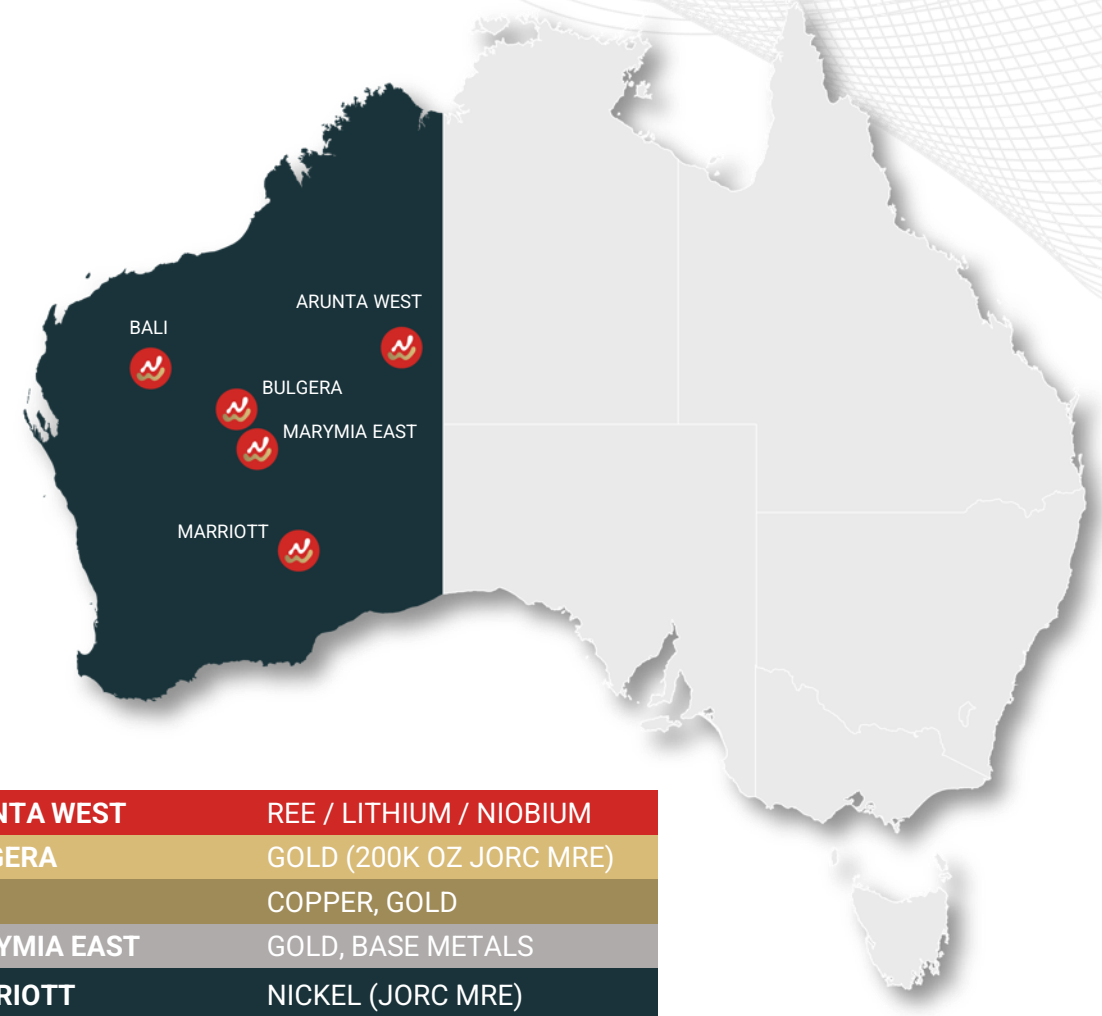 ARUNTA WEST
BALI
BULGERA
MARYMIA EAST
MARRIOTT
NTA WEST REE / LITHIUM / NIOBIUM
GERA GOLD (200K OZ JORC MRE)
COPPER, GOLD
YMIA EAST GOLD, BASE METALS
RIOTT NICKEL (JORC MRE)